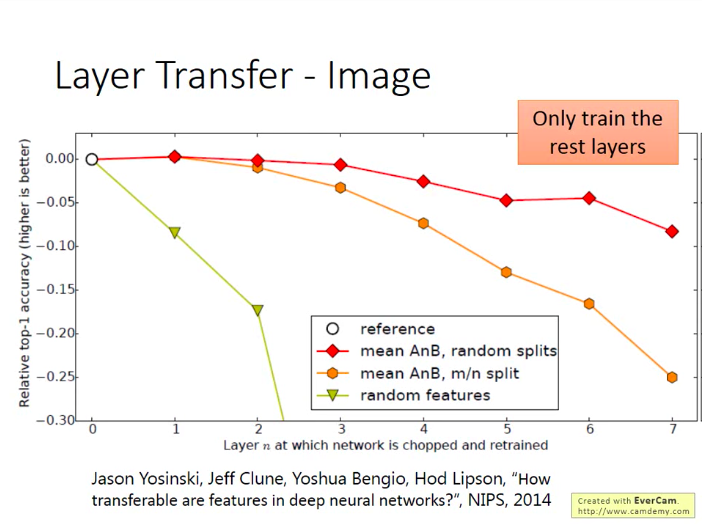 Layer Transfer - Image
Only train the
rest layers
Relative top-1 accuracy (higher is better)
0.00
−0.05
−0.10
−0.15
−0.20
−0.25
−0.30
reference
mean AnB, random splits
mean AnB, m/n split
random features
0 1 2 3 4 5 6 7
Layer n at which network is chopped and retrained
Jason Yosinski, Jeff Clune, Yoshua Bengio, Hod Lipson, “How
transferable are features in deep neural networks?”, NIPS, 2014
Created with EverCam.
http://www.camdemy.com